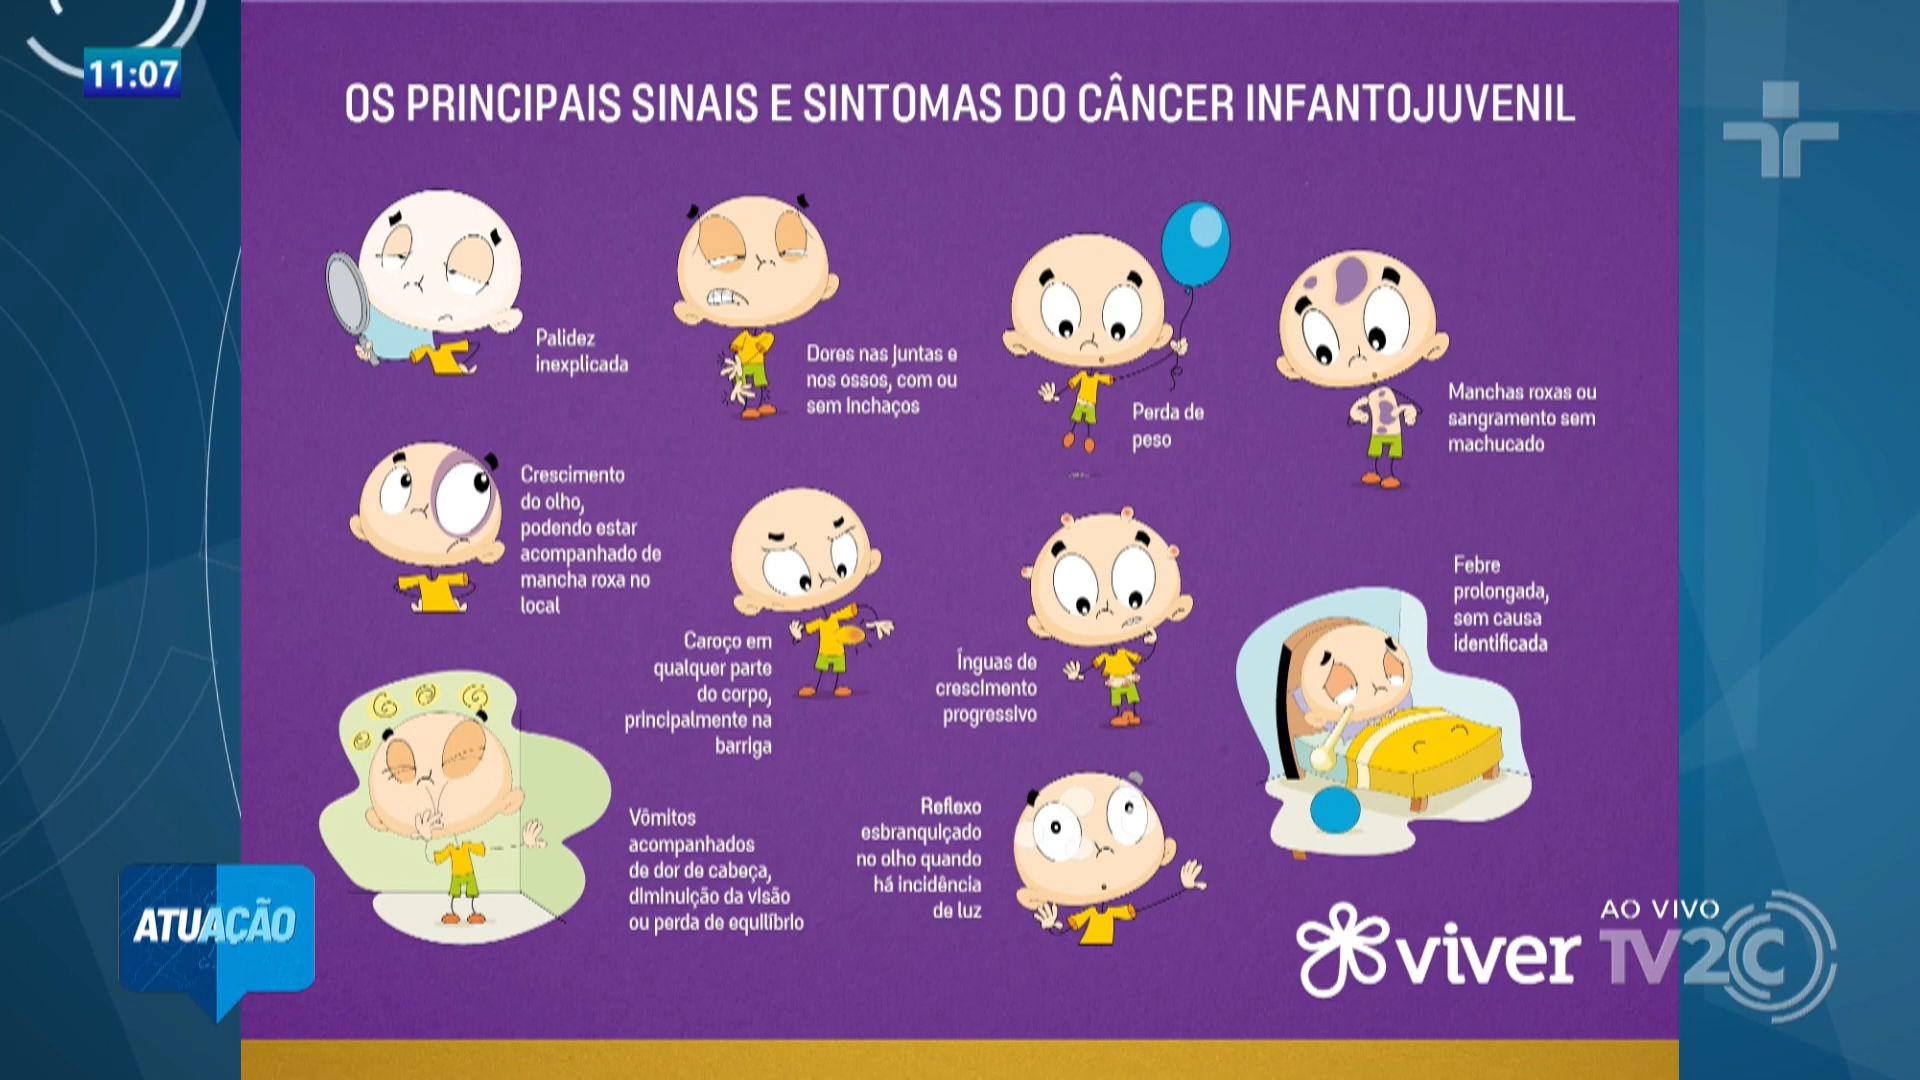 11:07
OS PRINCIPAIS SINAIS E SINTOMAS DO CÂNCER INFANTOJUVENIL
Palidez
inexplicada
Dores nas juntas e
nos ossos, com ou
sem inchaços
Perda de
peso
Manchas roxas ou
sangramento sem
machucado
Crescimento
do olho,
podendo estar
acompanhado de
mancha roxa no
local
Caroço em
qualquer parte
do corpo,
principalmente na
barriga
Ínguas de
crescimento
progressivo
Febre
prolongada,
sem causa
identificada
Vômitos
acompanhados
de dor de cabeça,
diminuição da visão
ou perda de equilíbrio
Reflexo
esbranquiçado
no olho quando
há incidência
de luz
ATUAÇÃO
viver
AO VIVO
TV2C